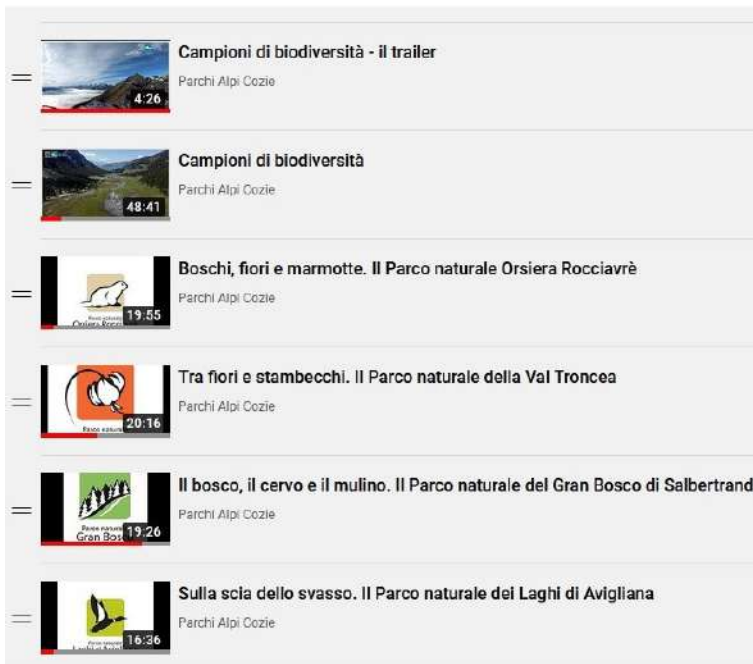 Campioni di biodiversità - il trailer
Parchi Alpi Cozie
4:26
Campioni di biodiversità
Parchi Alpi Cozie
48:41
Boschi, fiori e marmotte. Il Parco naturale Orsiera Rocciavrè
Parchi Alpi Cozie
19:55
Tra fiori e stambecchi. Il Parco naturale della Val Troncea
Parchi Alpi Cozie
20:16
Il bosco, il cervo e il mulino. Il Parco naturale del Gran Bosco di Salbertrand
Parchi Alpi Cozie
Gran Bos
19:26
Sulla scia dello svasso. Il Parco naturale dei Laghi di Avigliana
Parchi Alpi Cozie
16:36